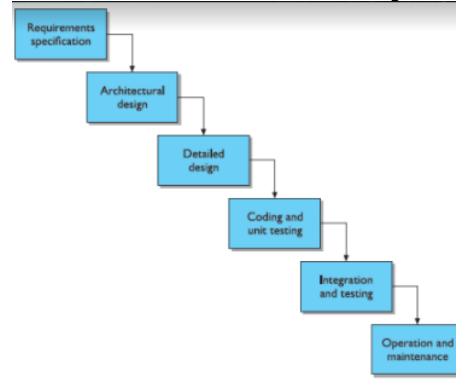 Requirements
specification
Architectural
design
Detailed
design
Coding and
unit testing
Integration
and testing
Operation and
maintenance